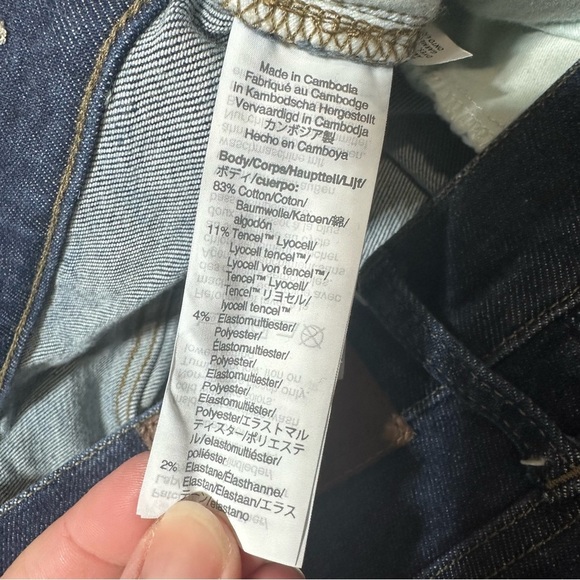 Made in Cambodia
Fabriqué au Cambodge
In Kambodscha Hergestellt
Vervaardigd in Cambodja
カンボジア製
Hecho en Camboya
Body/Corps/Hauptteil/Lijf/
ボディ/cuerpo:
83% Cotton/Coton/
Baumwolle/Katoen/綿/
algodón
11% Tencel™ Lyocell/
Lyocell tencel™/
Lyocell von tencel™/
Tencel™ Lyocell/
Tencel™ リヨセル/
lyocell tencel™
4% Elastomultiester/
Polyester/
Élastomultiester/
Polyester/
Elastomultiester/
Polyester/
Elastomultiëster/
Polyester/エラストマル
ティスター/ポリエステ
ル/elastomultiéster/
poliéster
2% Elastane/Élasthanne/
Elastan/Elastaan/エラス
/elastano